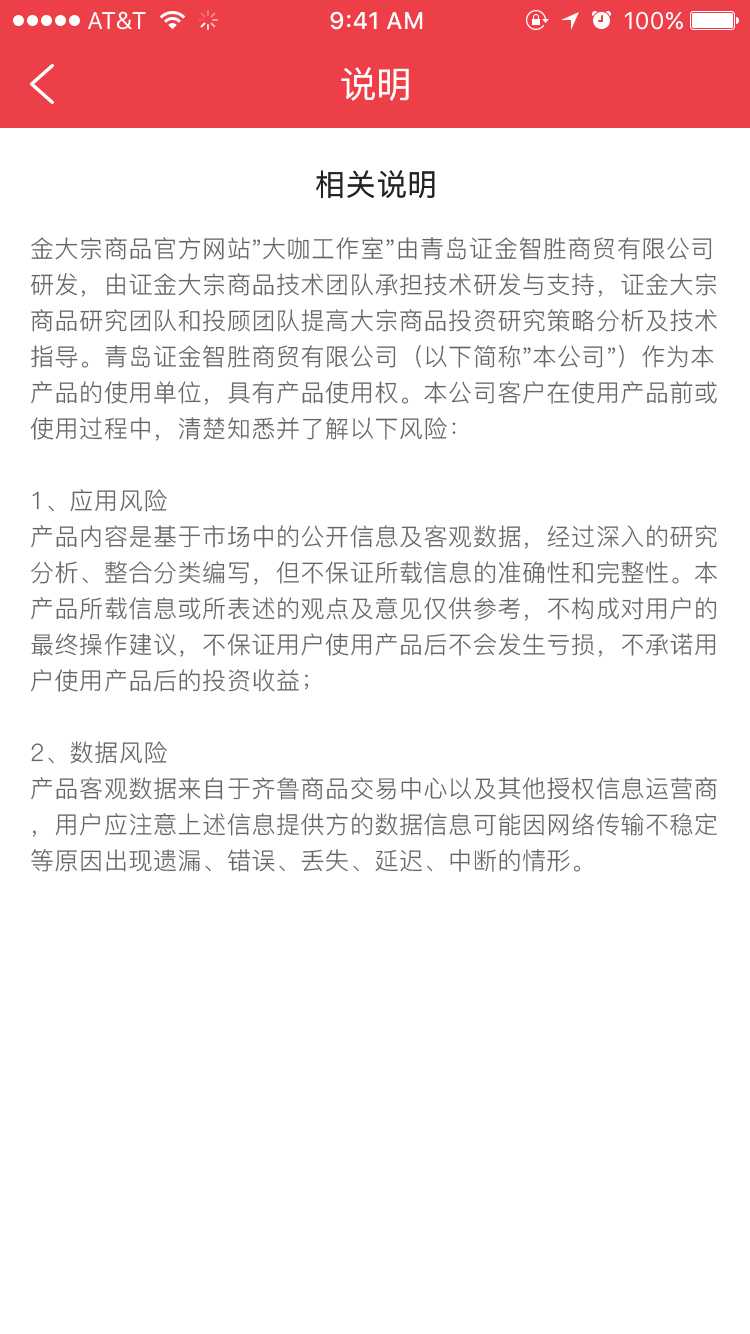 AT&T 9:41 AM 100%
说明
相关说明
金大宗商品官方网站”大咖工作室”由青岛证金智胜商贸有限公司
研发，由证金大宗商品技术团队承担技术研发与支持，证金大宗
商品研究团队和投顾团队提高大宗商品投资研究策略分析及技术
指导。青岛证金智胜商贸有限公司（以下简称”本公司”）作为本
产品的使用单位，具有产品使用权。本公司客户在使用产品前或
使用过程中，清楚知悉并了解以下风险：
1、应用风险
产品内容是基于市场中的公开信息及客观数据，经过深入的研究
分析、整合分类编写，但不保证所载信息的准确性和完整性。本
产品所载信息或所表述的观点及意见仅供参考，不构成对用户的
最终操作建议，不保证用户使用产品后不会发生亏损，不承诺用
户使用产品后的投资收益；
2、数据风险
产品客观数据来自于齐鲁商品交易中心以及其他授权信息运营商
，用户应注意上述信息提供方的数据信息可能因网络传输不稳定
等原因出现遗漏、错误、丢失、延迟、中断的情形。